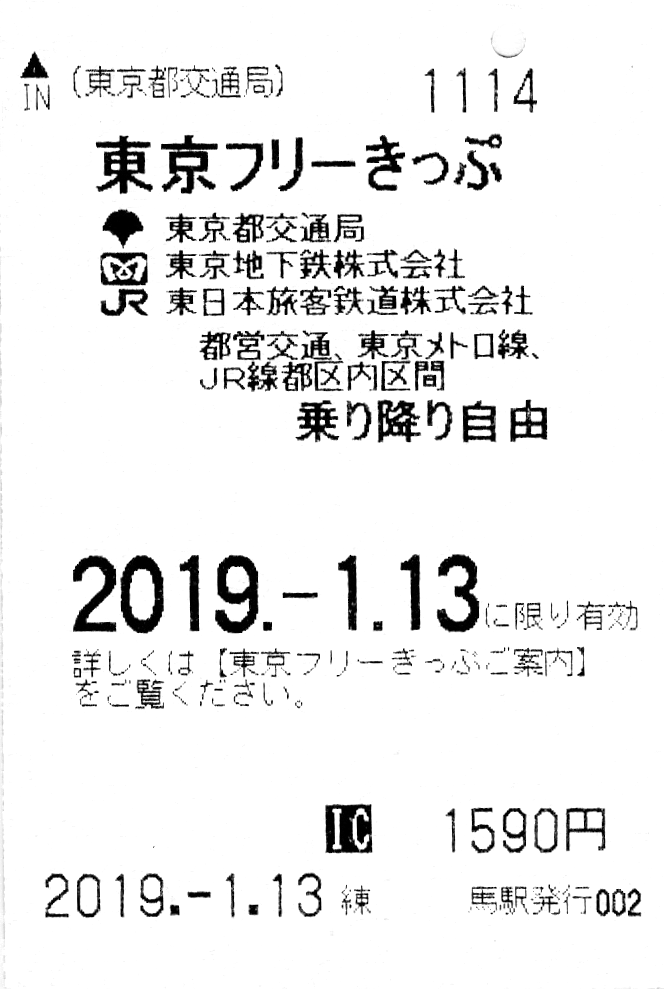 IN (東京都交通局) 1114
東京フリーきっぷ
東京都交通局
東京地下鉄株式会社
JR 東日本旅客鉄道株式会社
都営交通、東京メトロ線、
JR線都区内区間
乗り降り自由
2019.-1.13に限り有効
詳しくは【東京フリーきっぷご案内】
をご覧ください。
IC 1590円
2019.-1.13 練 馬駅発行002